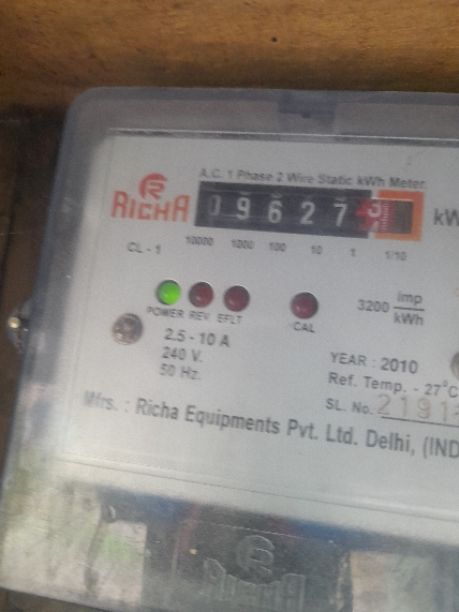 A.C. 1 Phase 2 Wire Static kWh Meter.
RICHA
0 9 6 2 7
CL - 1
10000 1000 100 10 1 1/10
POWER REV. EFLT
CAL
3200 imp
kWh
2.5 - 10 A
240 V.
50 Hz.
YEAR : 2010
Ref. Temp. - 27°C
SL. No. 2191
Mfrs. : Richa Equipments Pvt. Ltd. Delhi, (IND
RICHA